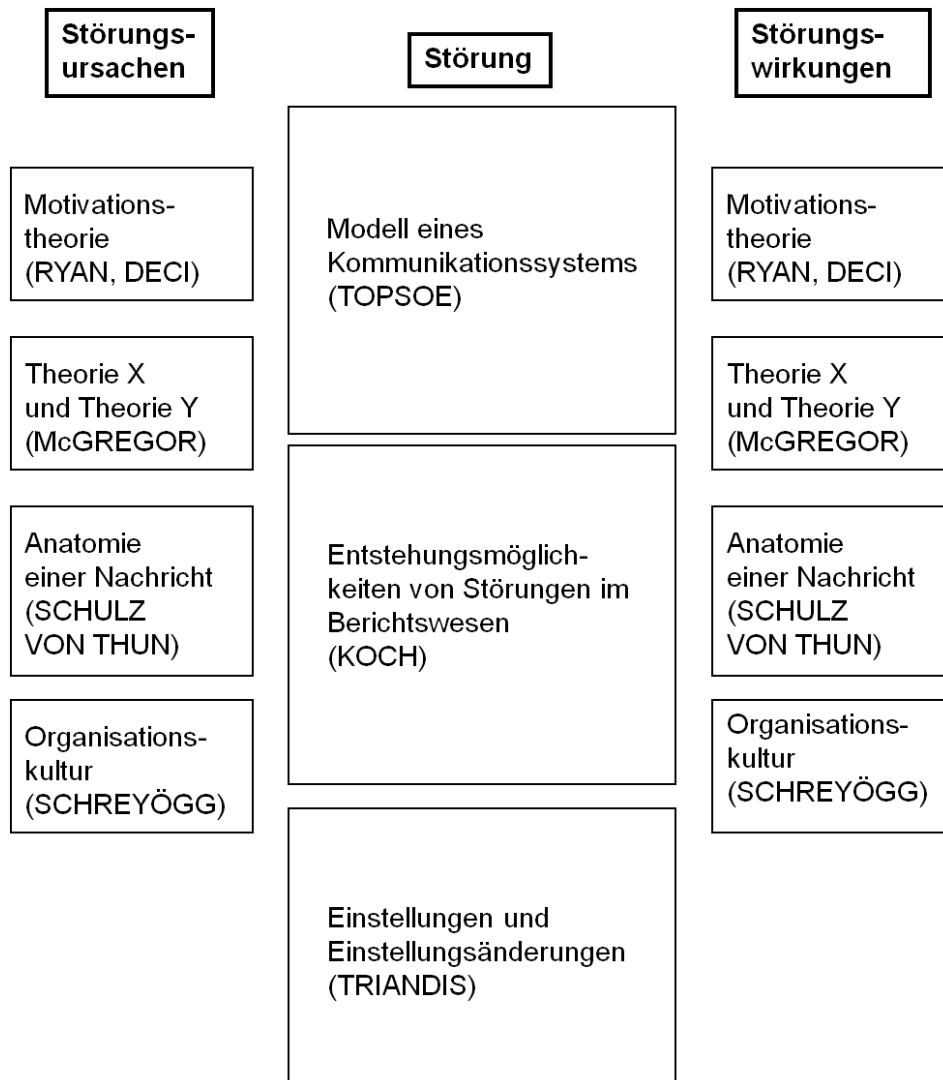 Störungs-
ursachen
Störung
Störungs-
wirkungen
Motivations-
theorie
(RYAN, DECI)
Theorie X
und Theorie Y
(McGREGOR)
Anatomie
einer Nachricht
(SCHULZ
VON THUN)
Organisations-
kultur
(SCHREYÖGG)
Modell eines
Kommunikationssystems
(TOPSOE)
Entstehungsmöglich-
keiten von Störungen im
Berichtswesen
(KOCH)
Einstellungen und
Einstellungsänderungen
(TRIANDIS)
Motivations-
theorie
(RYAN, DECI)
Theorie X
und Theorie Y
(McGREGOR)
Anatomie
einer Nachricht
(SCHULZ
VON THUN)
Organisations-
kultur
(SCHREYÖGG)